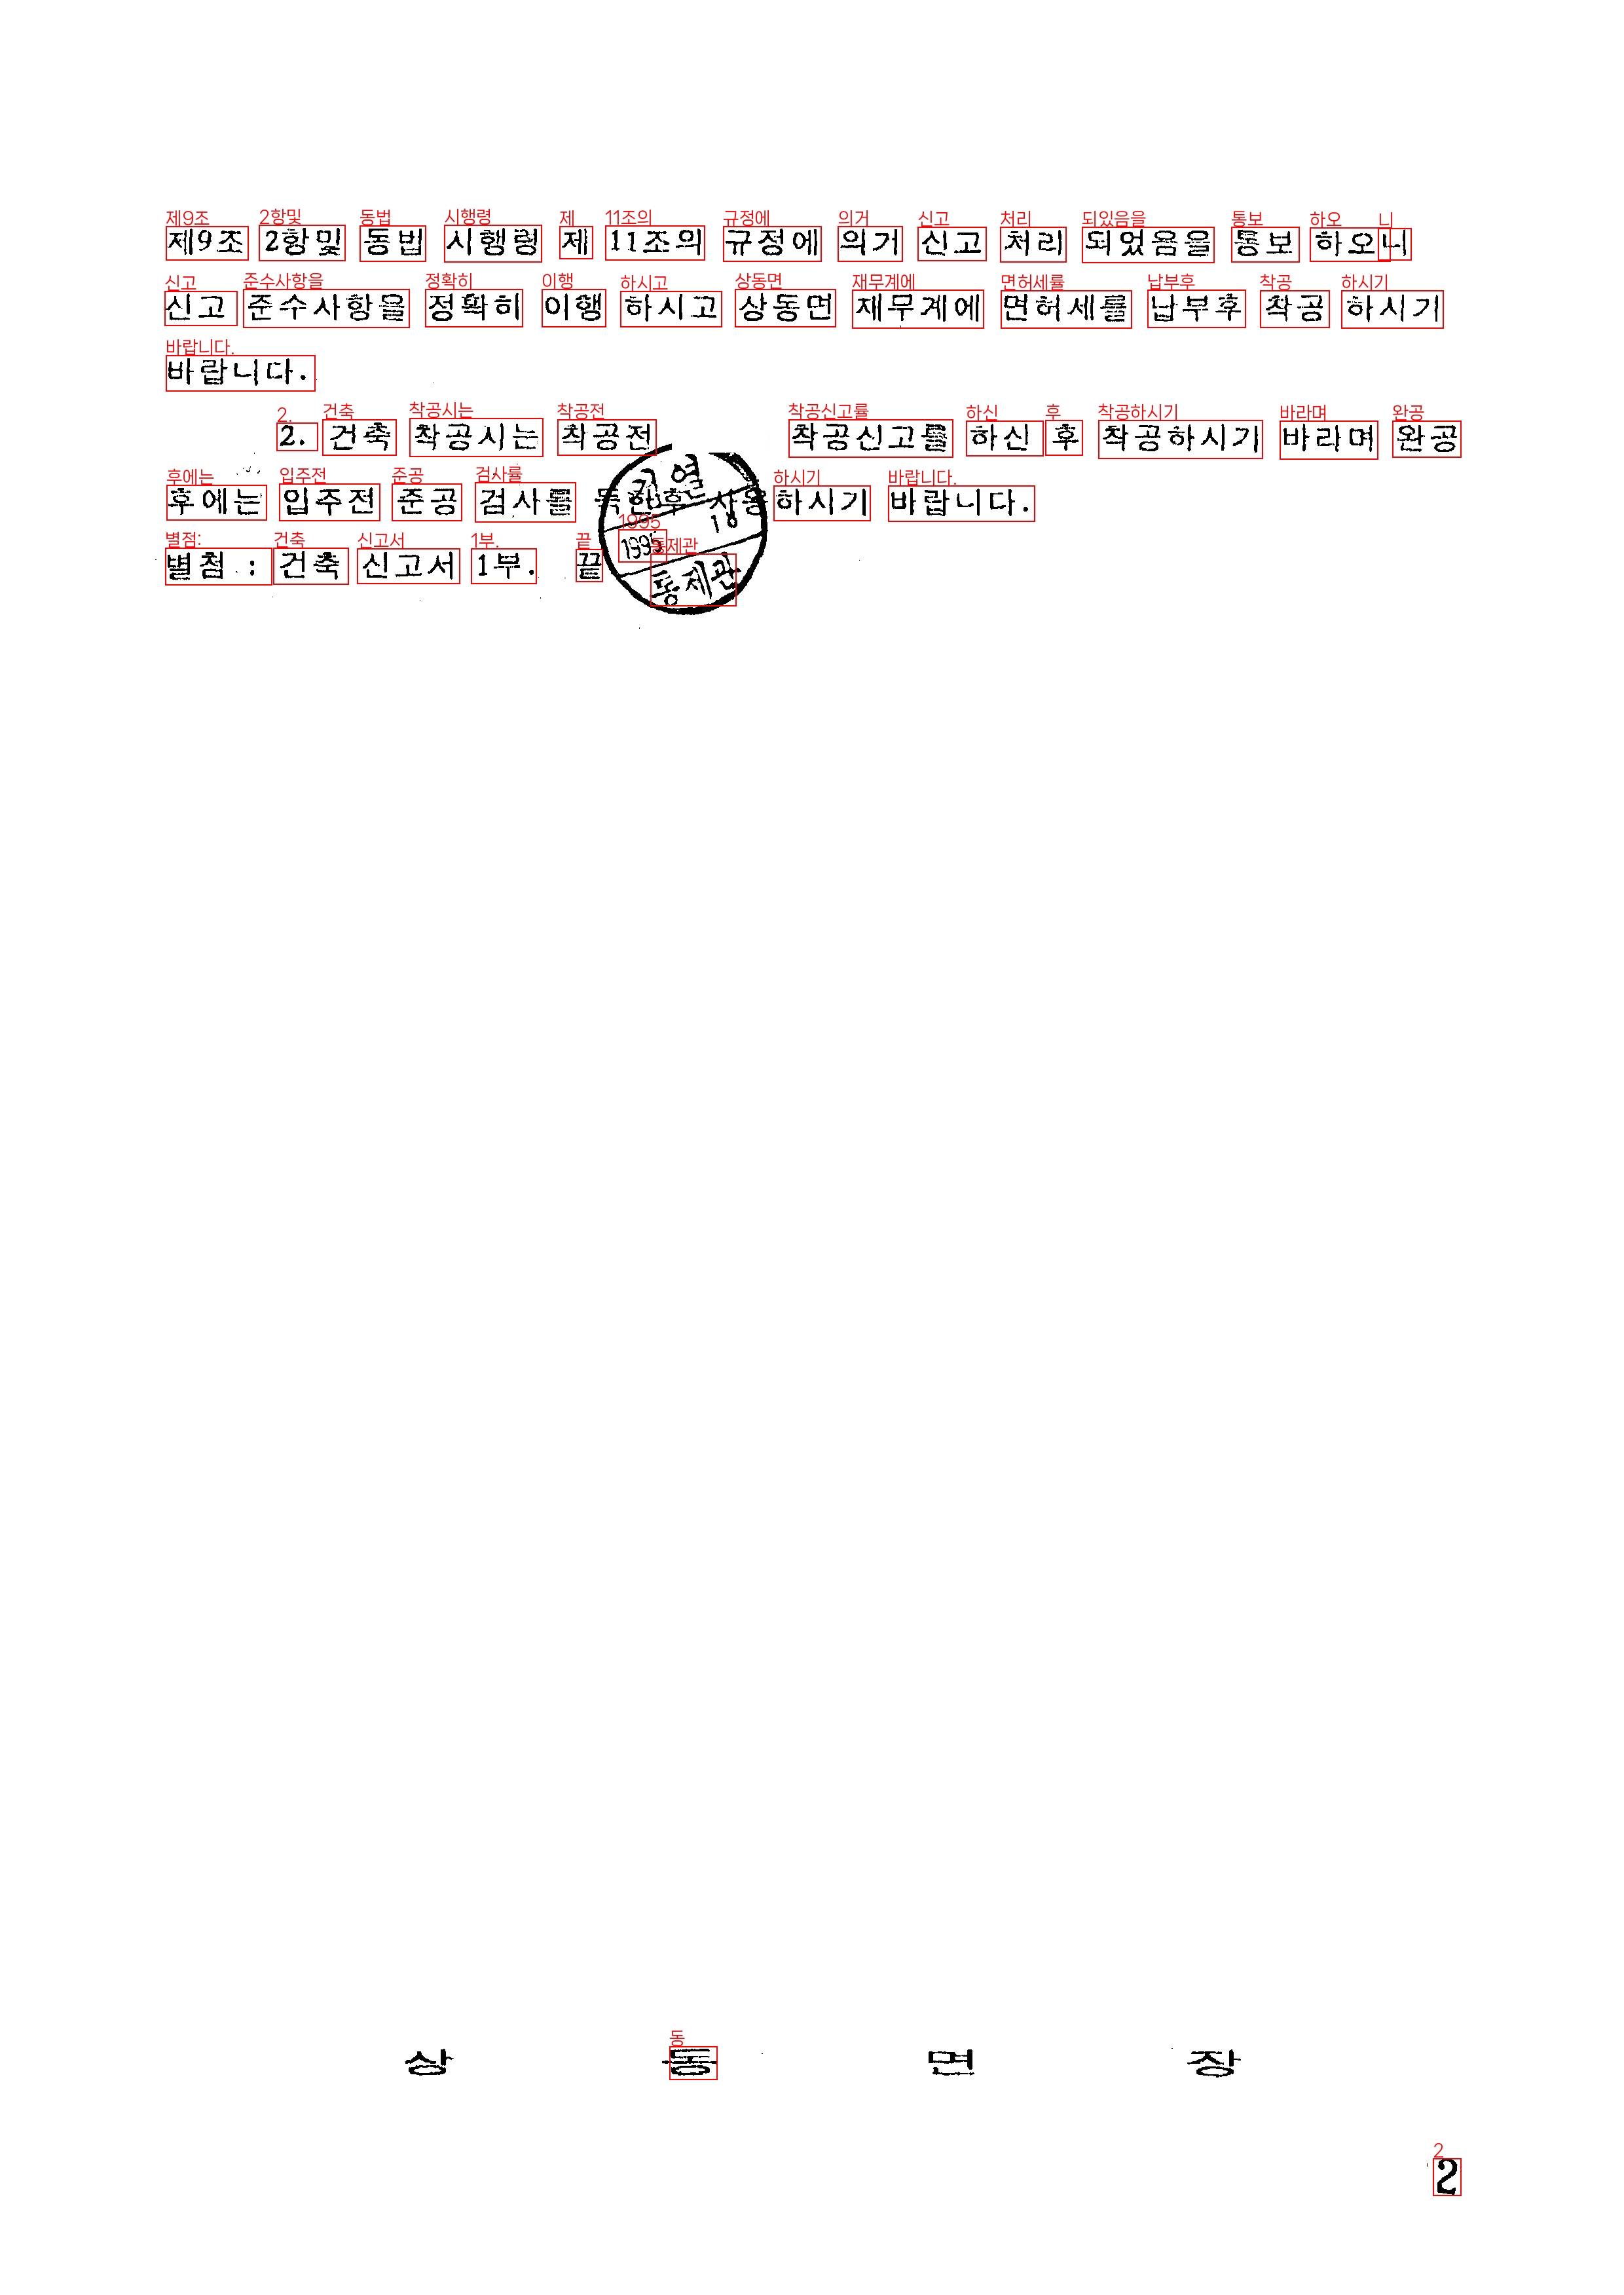 제9조 2항및 동법 시행령 제 11조의 규정에 의거 신고 처리 되었음을 통보 하오니
신고 준수사항을 정확히 이행 하시고 상동면 재무계에 면허세를 납부후 착공 하시기
바랍니다.
2. 건축 착공시는 착공전 착공신고를 하신 후 착공하시기 바라며 완공
후에는 입주전 준공 검사를 득한후 사용 하시기 바랍니다.
별첨 : 건축 신고서 1부. 끝
검열
1995
18
통제관
상 동 면 장
2